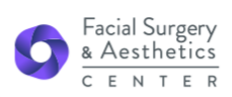 Facial Surgery
& Aesthetics
CENTER